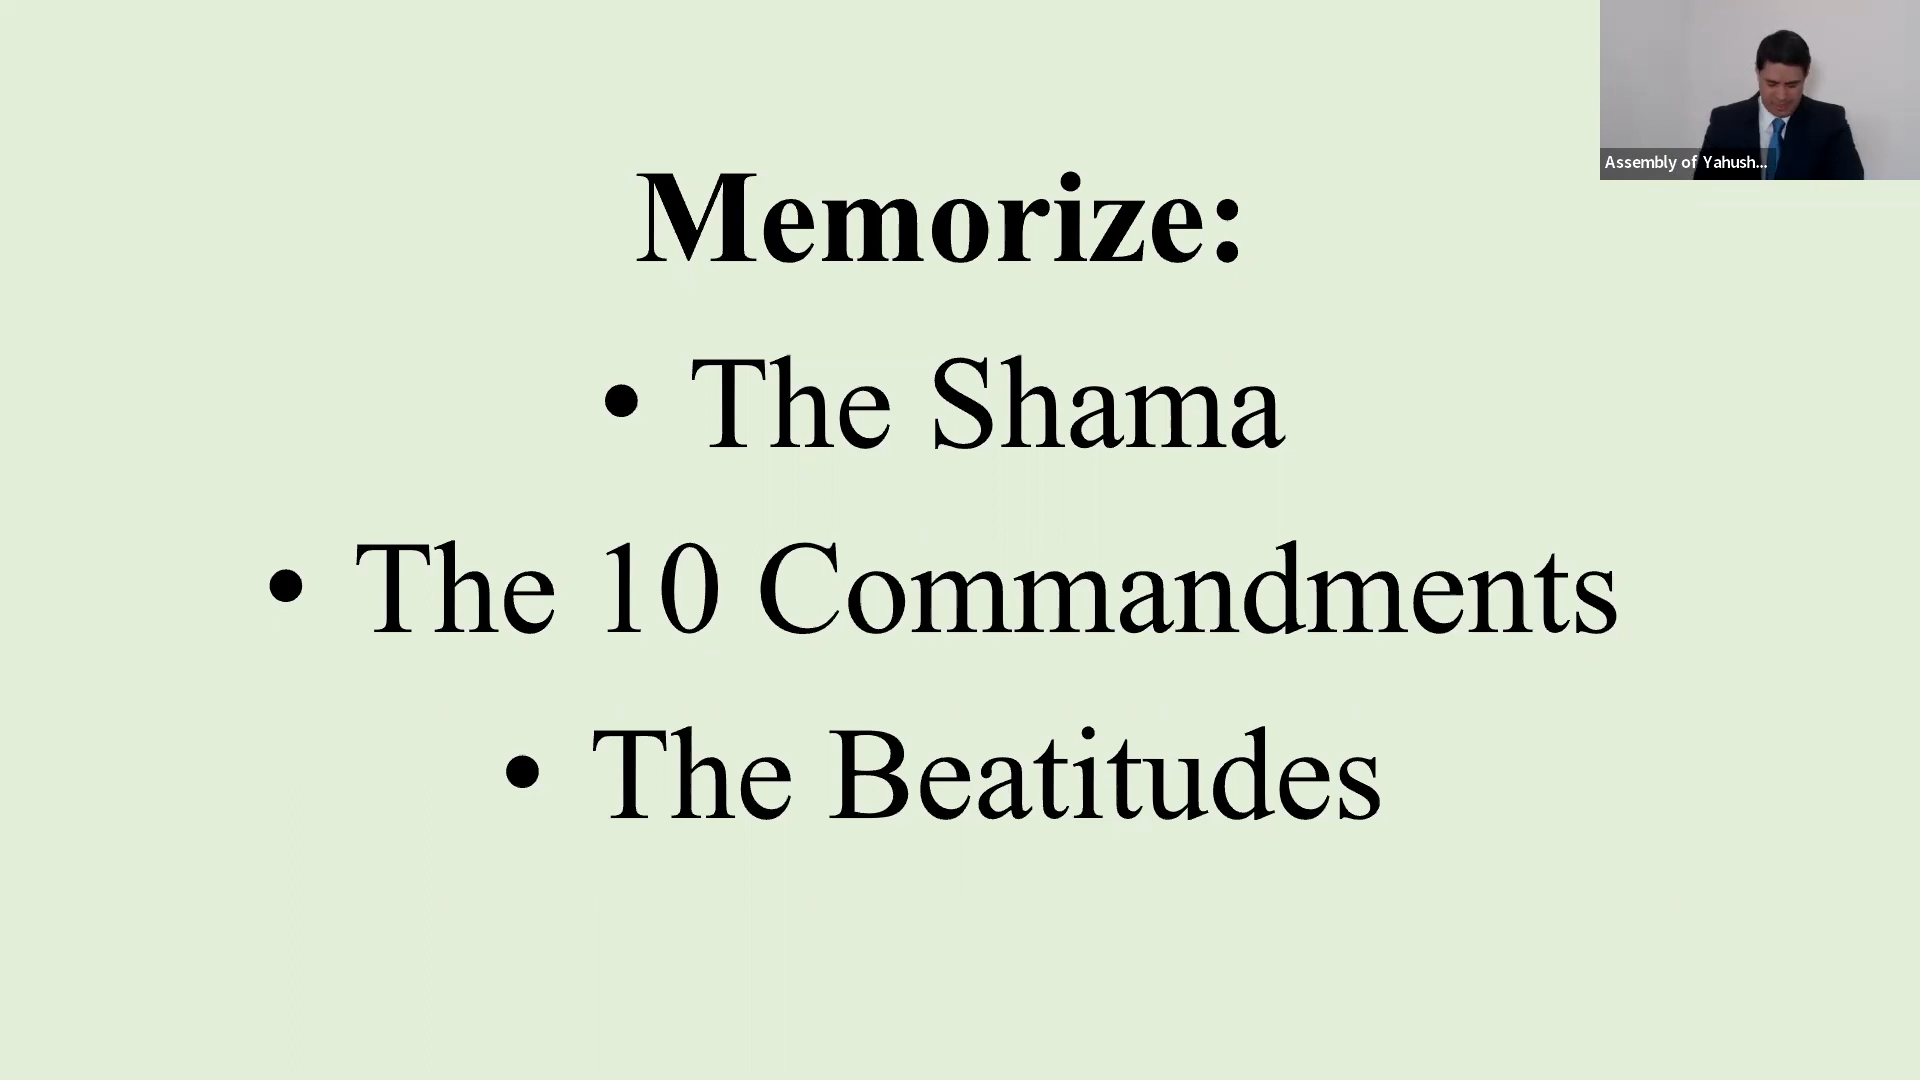 Assembly of Yahush...
Memorize:
• The Shama
• The 10 Commandments
• The Beatitudes